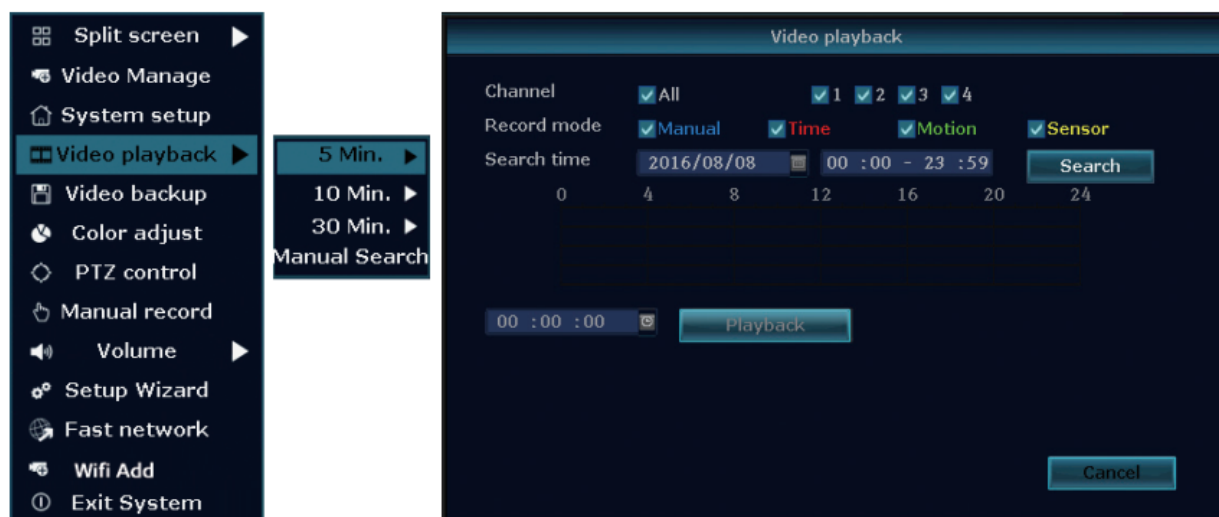 Split screen
Video Manage
System setup
Video playback
Video backup
Color adjust
PTZ control
Manual record
Volume
Setup Wizard
Fast network
Wifi Add
Exit System
5 Min.
10 Min.
30 Min.
Manual Search
Video playback
Channel All 1 2 3 4
Record mode Manual Time Motion Sensor
Search time 2016/08/08 00 :00 - 23 :59 Search
0 4 8 12 16 20 24
00 :00 :00 Playback
Cancel